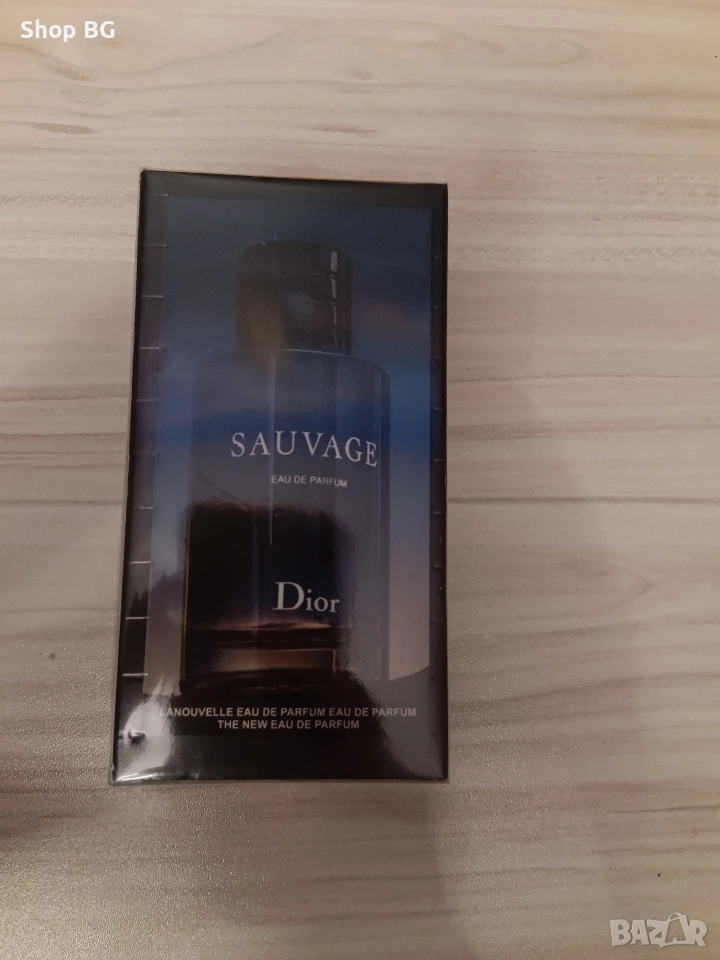 Shop BG
SAUVAGE
EAU DE PARFUM
Dior
LANOUVELLE EAU DE PARFUM EAU DE PARFUM
THE NEW EAU DE PARFUM
BAZAR